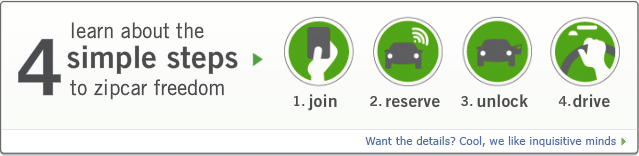 4
learn about the
simple steps
to zipcar freedom
1. join
2. reserve
3. unlock
4. drive
Want the details? Cool, we like inquisitive minds